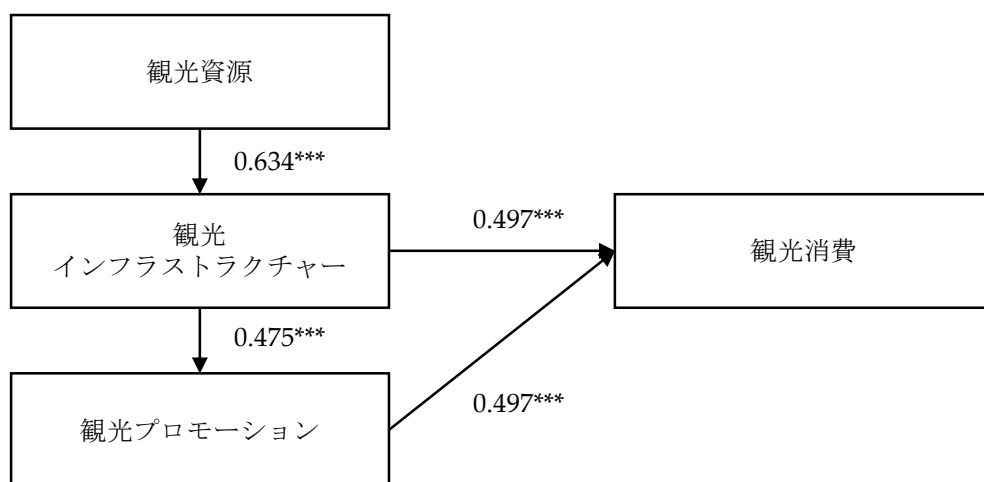 観光資源
0.634***
観光
インフラストラクチャー
0.497***
観光消費
0.475***
観光プロモーション
0.497***